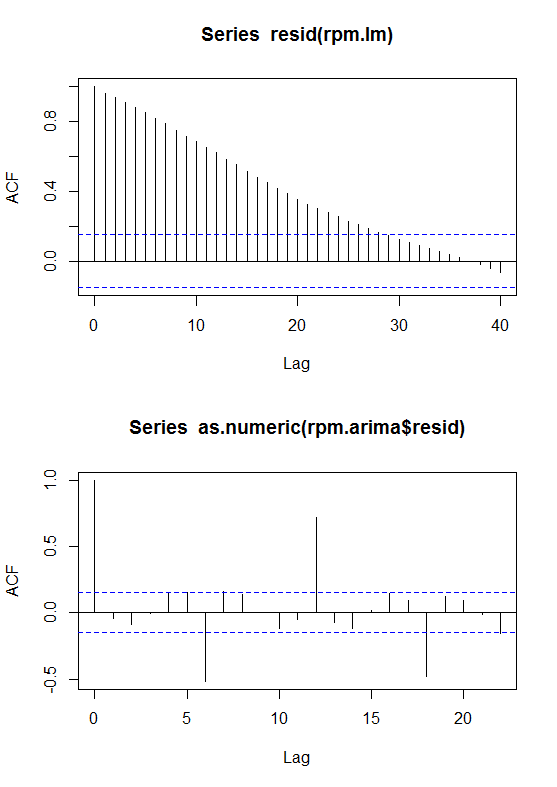 Series resid(rpm.lm)
ACF
0.0 0.4 0.8
0 10 20 30 40
Lag
Series as.numeric(rpm.arima$resid)
ACF
-0.5 0.0 0.5 1.0
0 5 10 15 20
Lag